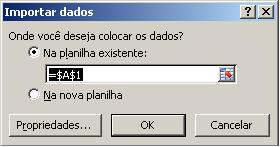 Importar dados
Onde você deseja colocar os dados?
Na planilha existente:
=$A$1
Na nova planilha
Propriedades... OK Cancelar